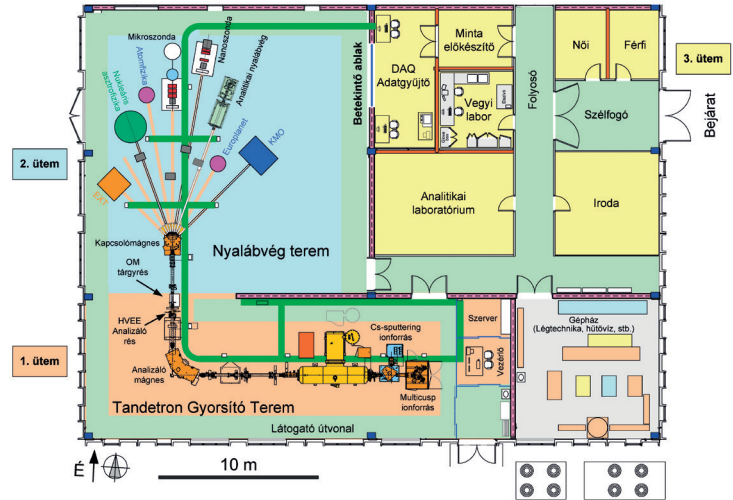 Mikroszonda
Nanoszonda
Atomfizika
Nukleáris
asztrofizika
Analitikai nyalábvég
Europlanet
KMO
EAT
Betekintő ablak
DAQ
Adatgyűjtő
Minta
előkészítő
Vegyi
labor
Folyosó
Női
Férfi
3. ütem
Szélfogó
Bejárat
2. ütem
Analitikai
laboratórium
Iroda
Kapcsolómágnes
Nyalábvég terem
OM
tárgyrés
HVEE
Analizáló
rés
Cs-sputtering
ionforrás
Szerver
Gépház
(Légtechnika, hűtővíz, stb.)
1. ütem
Analizáló
mágnes
Vezérlő
Multicusp
ionforrás
Tandetron Gyorsító Terem
Látogató útvonal
É
10 m